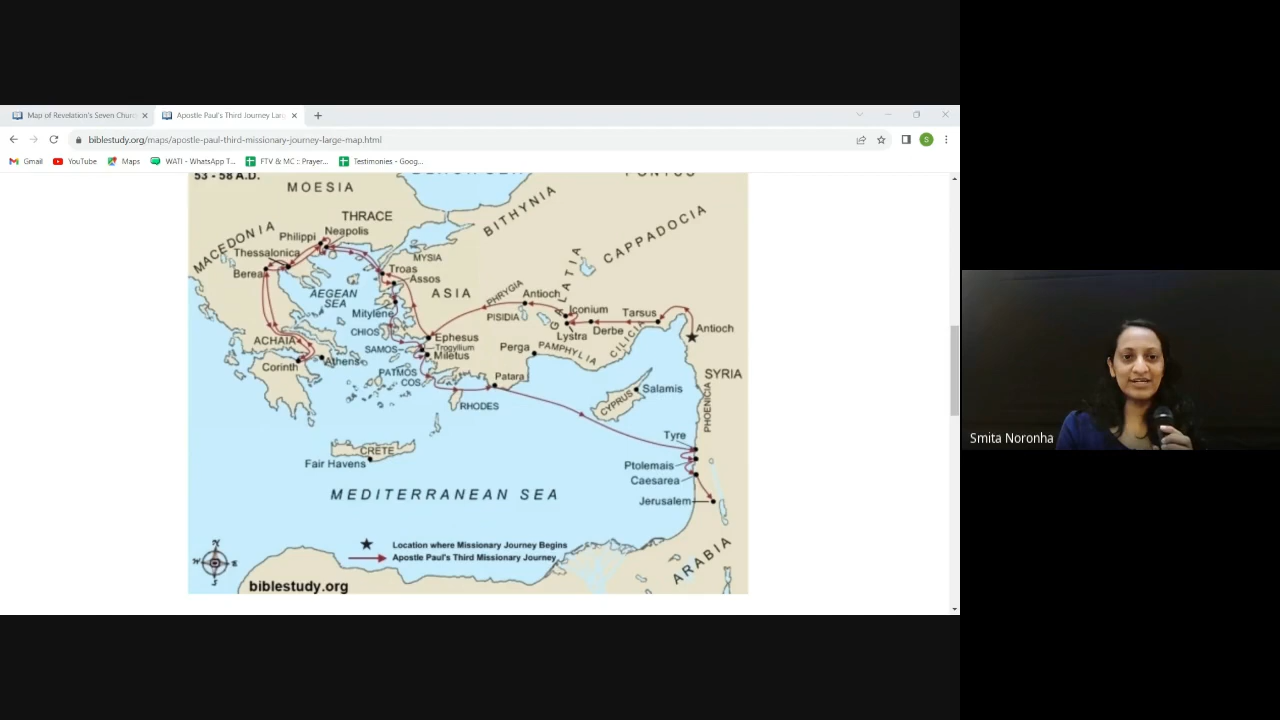 Map of Revelation's Seven Chur
Apostle Paul's Third Journey Lar
biblestudy.org/maps/apostle-paul-third-missionary-journey-large-map.html
S
Gmail
YouTube
Maps
WATI - WhatsApp T...
FTV & MC :: Prayer...
Testimonies - Goog...
53 - 58 A.D.
BLACK SEA
PONTUS
MOESIA
BITHYNIA
THRACE
CAPPADOCIA
MACEDONIA
Neapolis
Philippi
Thessalonica
Berea
MYSIA
Troas
Assos
GALATIA
AEGEAN
SEA
ASIA
PHRYGIA
Antioch
PISIDIA
Iconium
Tarsus
Antioch
Mitylene
CHIOS
Lystra
Derbe
CILICIA
ACHAIA
Ephesus
Trogyllium
SAMOS
Miletus
Perga
PAMPHYLIA
Corinth
Athens
PATMOS
COS
Patara
SYRIA
RHODES
CYPRUS
Salamis
PHOENICIA
Tyre
CRETE
Fair Havens
Ptolemais
Caesarea
Jerusalem
MEDITERRANEAN SEA
ARABIA
Location where Missionary Journey Begins
Apostle Paul's Third Missionary Journey
N
W
E
S
biblestudy.org
Smita Noronha